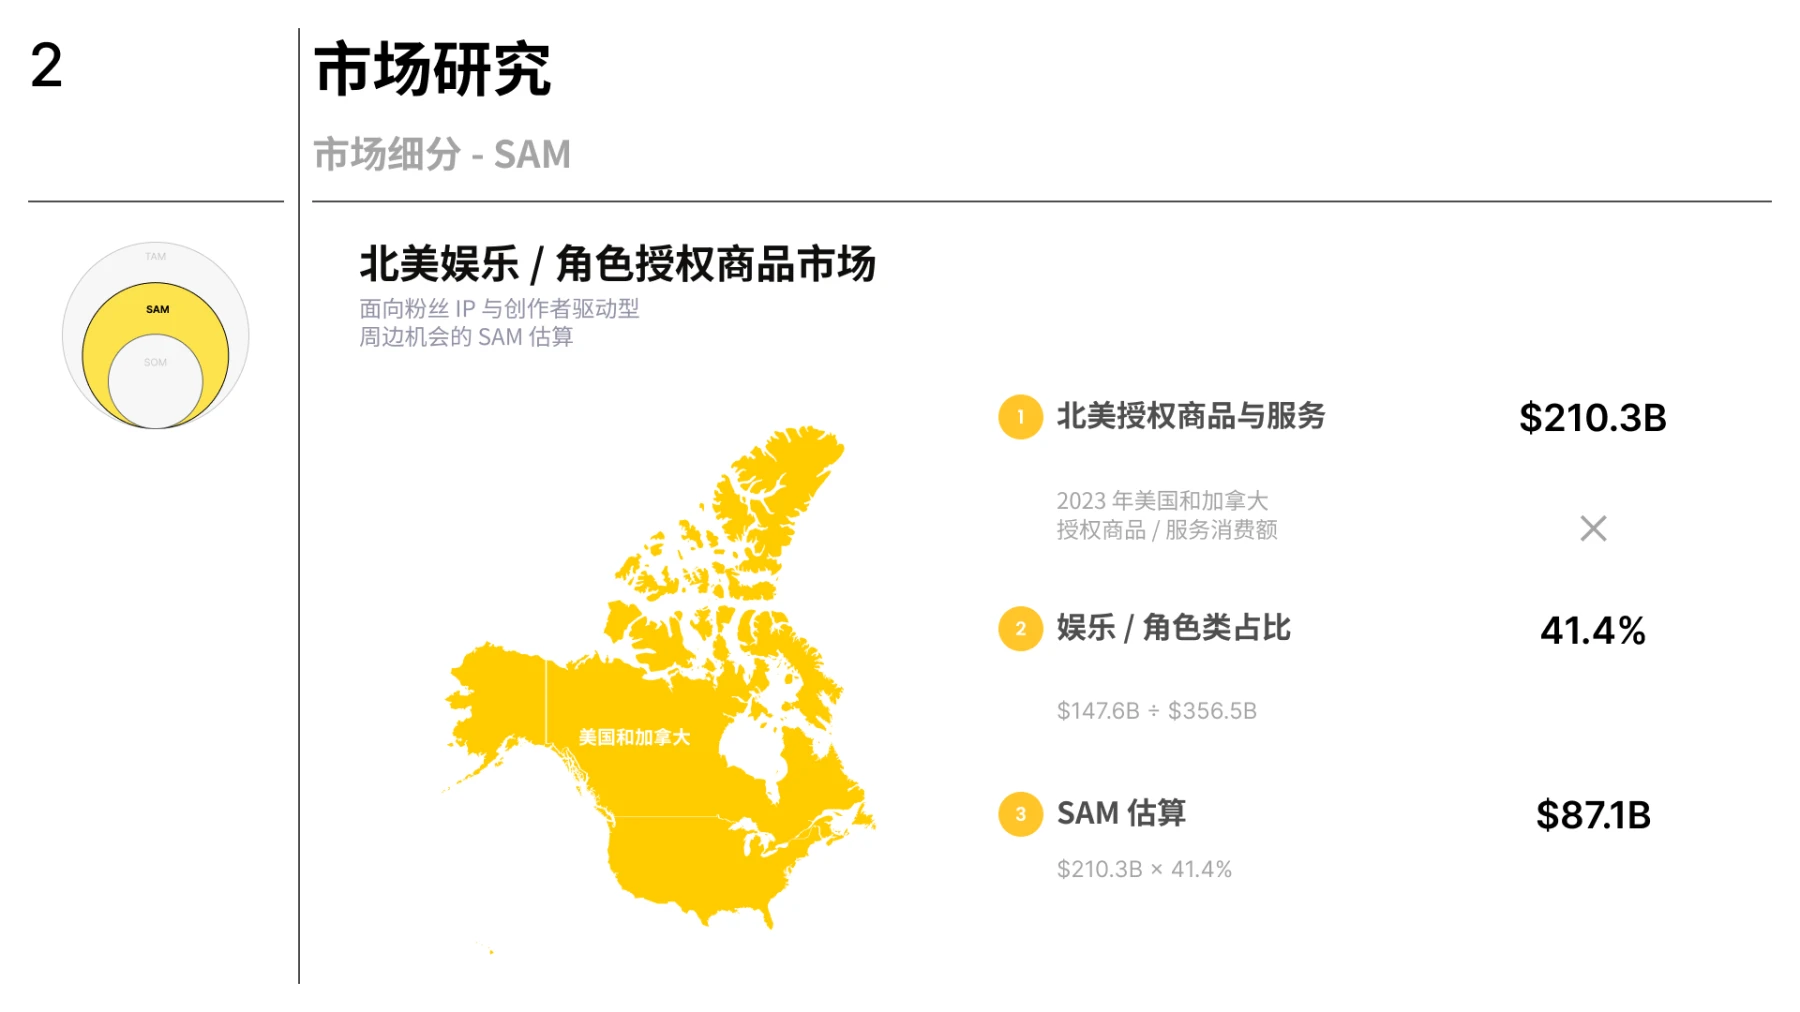 2
市场研究
市场细分 - SAM
TAM
SAM
SOM
北美娱乐 / 角色授权商品市场
面向粉丝 IP 与创作者驱动型
周边机会的 SAM 估算
美国和加拿大
1 北美授权商品与服务 $210.3B
2023 年美国和加拿大
授权商品 / 服务消费额
×
2 娱乐 / 角色类占比 41.4%
$147.6B ÷ $356.5B
3 SAM 估算 $87.1B
$210.3B × 41.4%